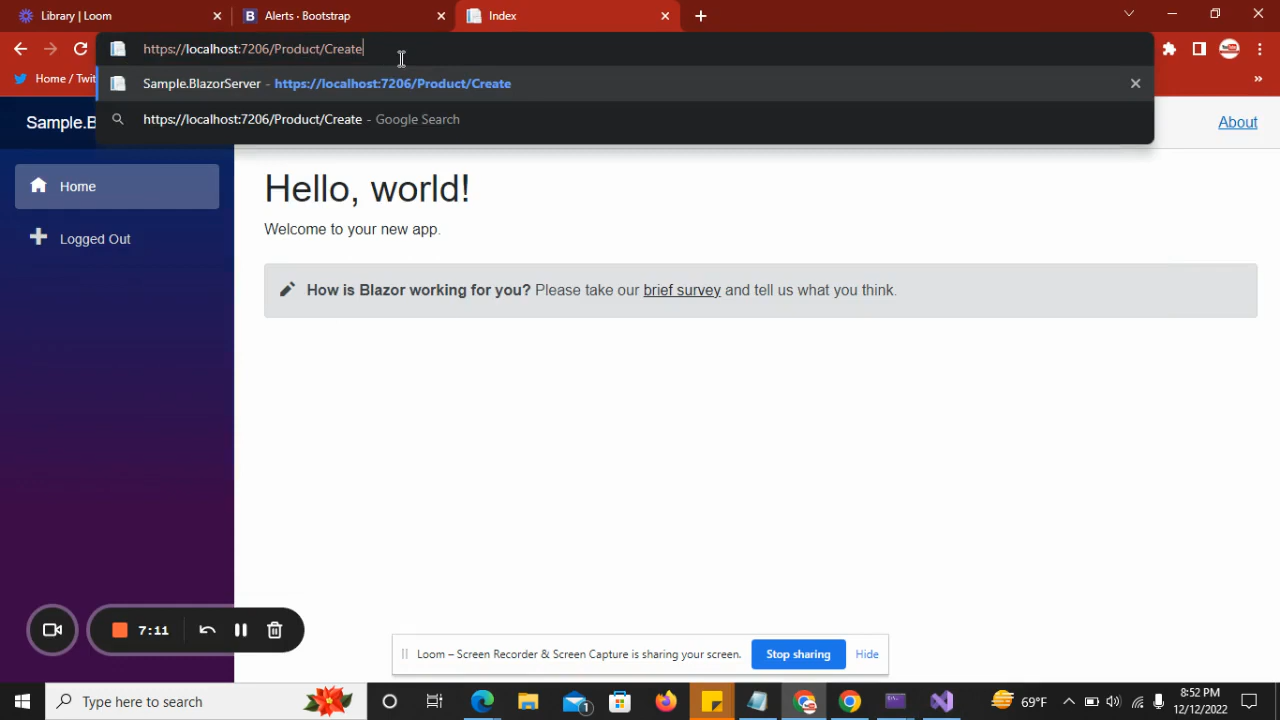 Library | Loom
Alerts · Bootstrap
Index
https://localhost:7206/Product/Create
Home / Twit
»
Sample.BlazorServer - https://localhost:7206/Product/Create
https://localhost:7206/Product/Create - Google Search
Sample.B
About
Home
Logged Out
Hello, world!
Welcome to your new app.
How is Blazor working for you? Please take our brief survey and tell us what you think.
7:11
Loom – Screen Recorder & Screen Capture is sharing your screen.
Stop sharing
Hide
Type here to search
1
69°F
8:52 PM
12/12/2022